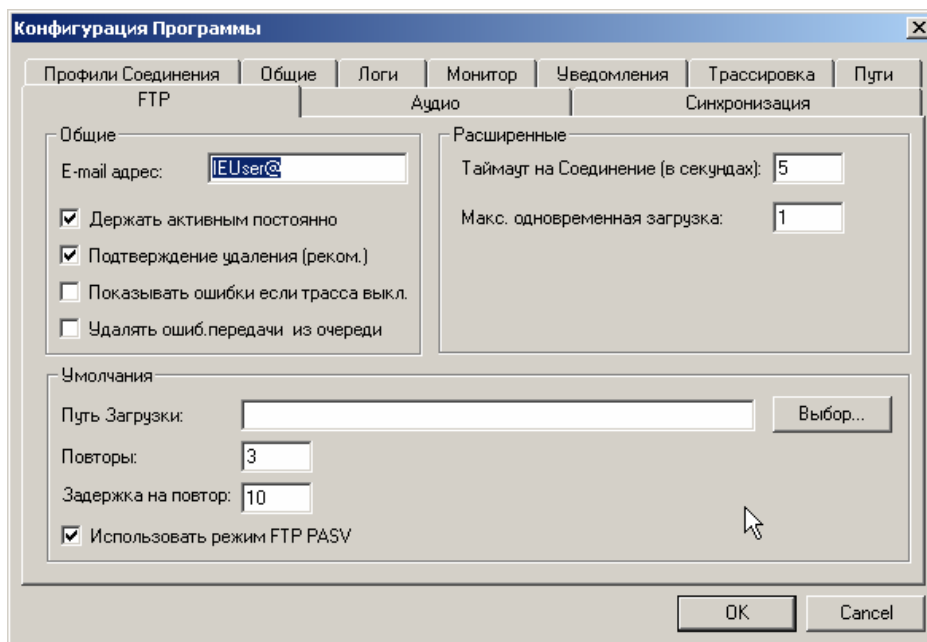 Конфигурация Программы
Профили Соединения Общие Логи Монитор Уведомления Трассировка Пути
FTP Аудио Синхронизация
Общие
E-mail адрес: IEUser@
Держать активным постоянно
Подтверждение удаления (реком.)
Показывать ошибки если трасса выкл.
Удалять ошиб.передачи из очереди
Расширенные
Таймаут на Соединение (в секундах): 5
Макс. одновременная загрузка: 1
Умолчания
Путь Загрузки: Выбор...
Повторы: 3
Задержка на повтор: 10
Использовать режим FTP PASV
OK Cancel